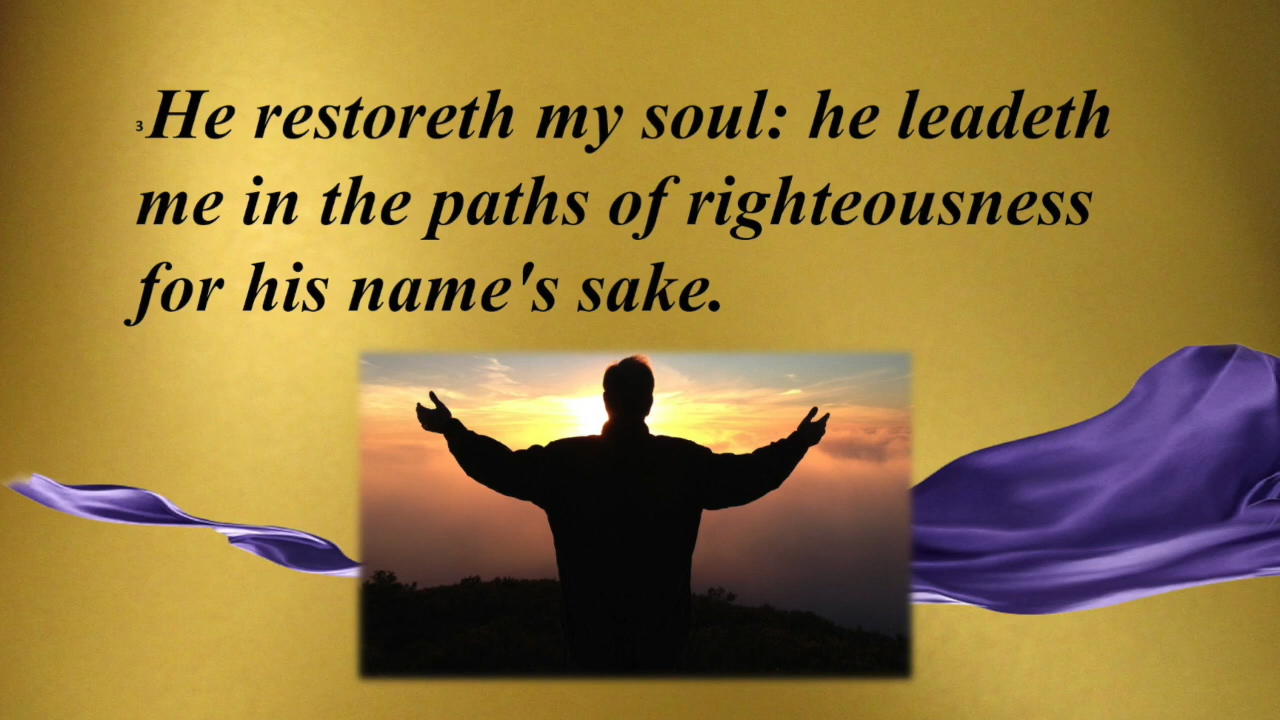 3He restoreth my soul: he leadeth
me in the paths of righteousness
for his name's sake.